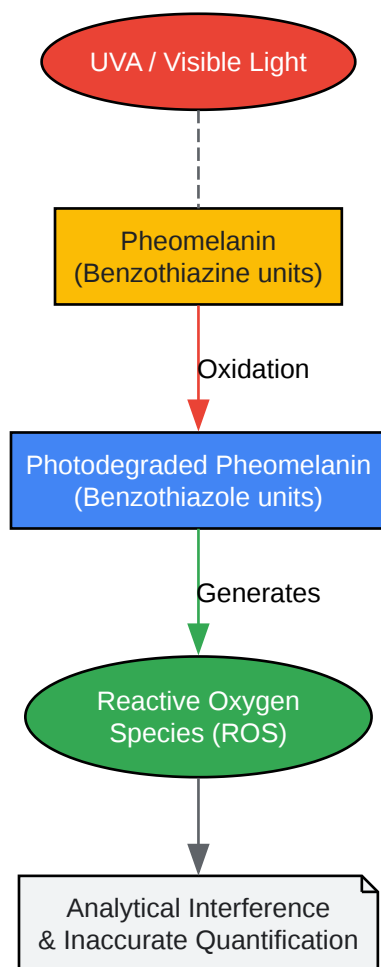 UVA / Visible Light
Pheomelanin
(Benzothiazine units)
Oxidation
Photodegraded Pheomelanin
(Benzothiazole units)
Generates
Reactive Oxygen
Species (ROS)
Analytical Interference
& Inaccurate Quantification